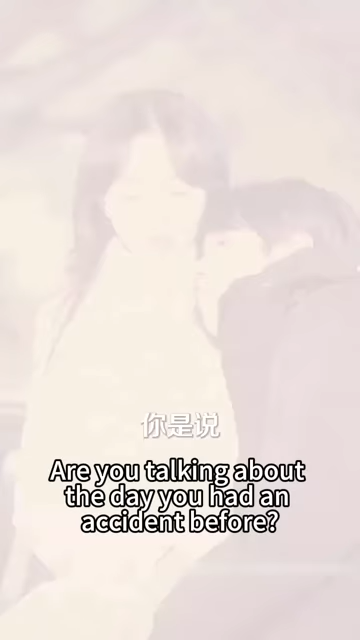 你是说
Are you talking about
the day you had an
accident before?